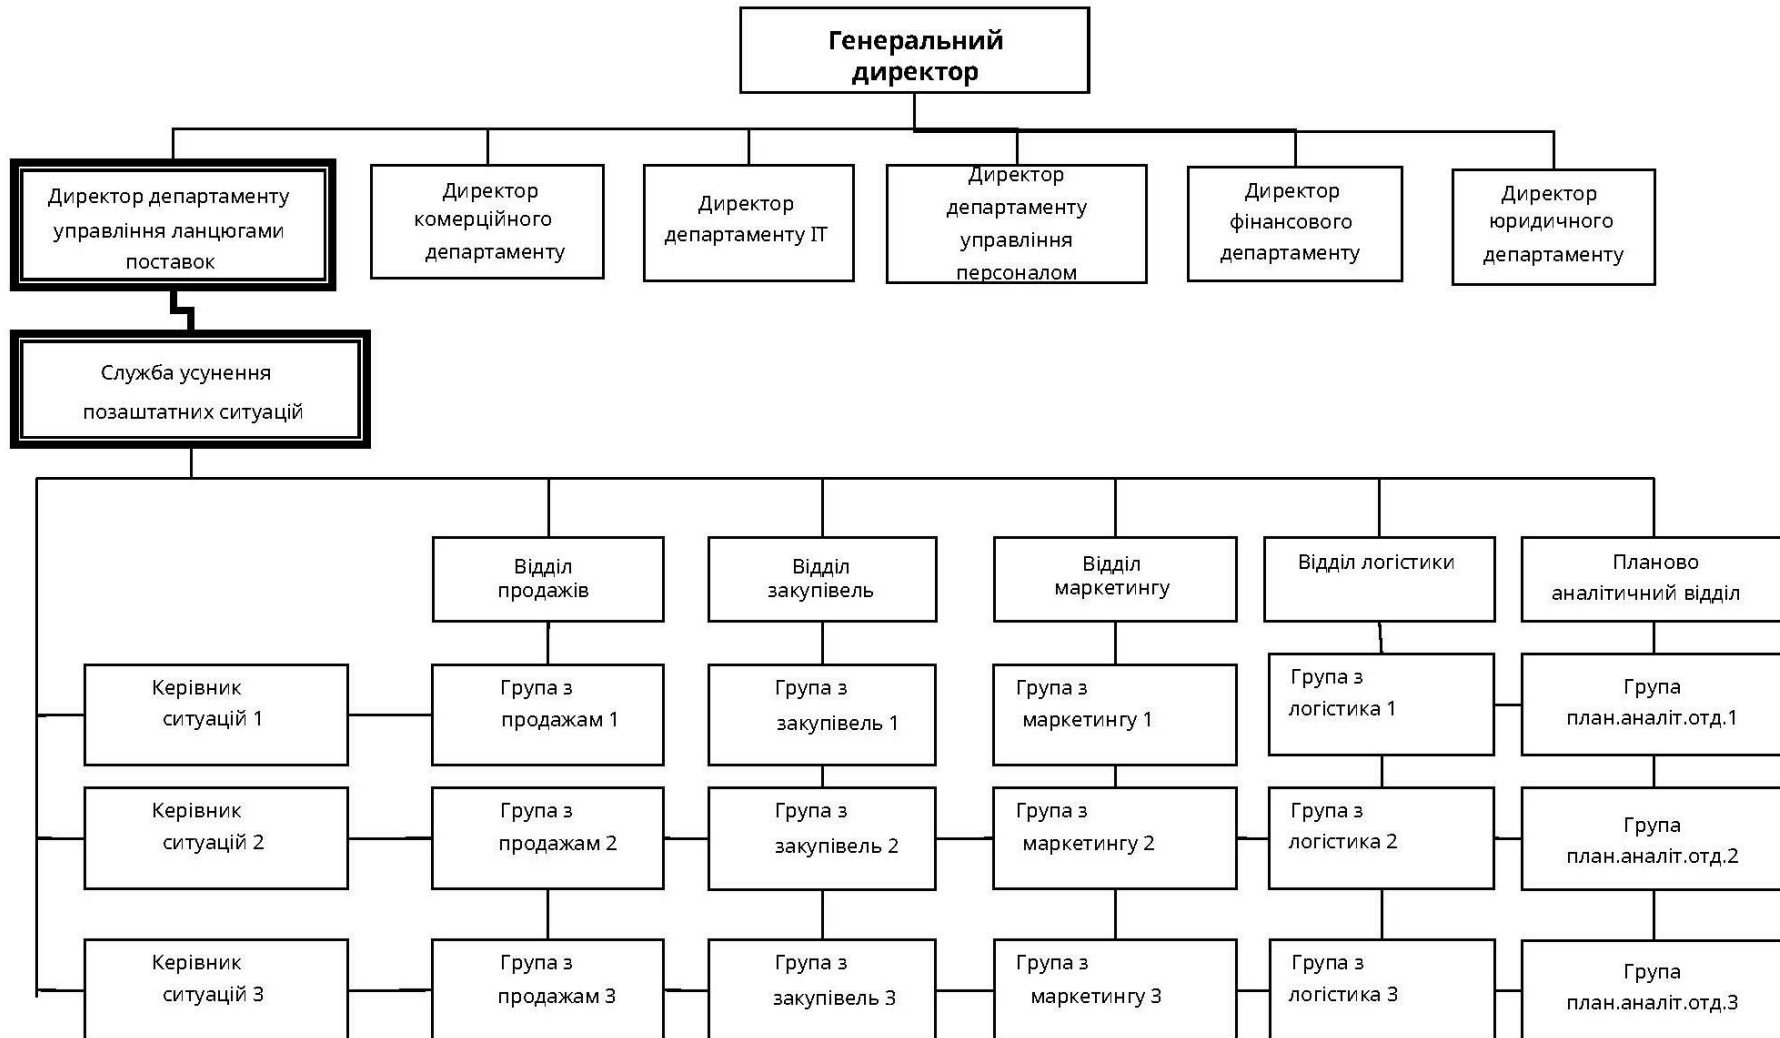 Генеральний
директор
Директор департаменту
управління ланцюгами
поставок
Директор
комерційного
департаменту
Директор
департаменту ІТ
Директор
департаменту
управління
персоналом
Директор
фінансового
департаменту
Директор
юридичного
департаменту
Служба усунення
позаштатних ситуацій
Відділ
продажів
Відділ
закупівель
Відділ
маркетингу
Відділ логістики
Планово
аналітичний відділ
Керівник
ситуацій 1
Група з
продажам 1
Група з
закупівель 1
Група з
маркетингу 1
Група з
логістика 1
Група
план.аналіт.отд.1
Керівник
ситуацій 2
Група з
продажам 2
Група з
закупівель 2
Група з
маркетингу 2
Група з
логістика 2
Група
план.аналіт.отд.2
Керівник
ситуацій 3
Група з
продажам 3
Група з
закупівель 3
Група з
маркетингу 3
Група з
логістика 3
Група
план.аналіт.отд.3